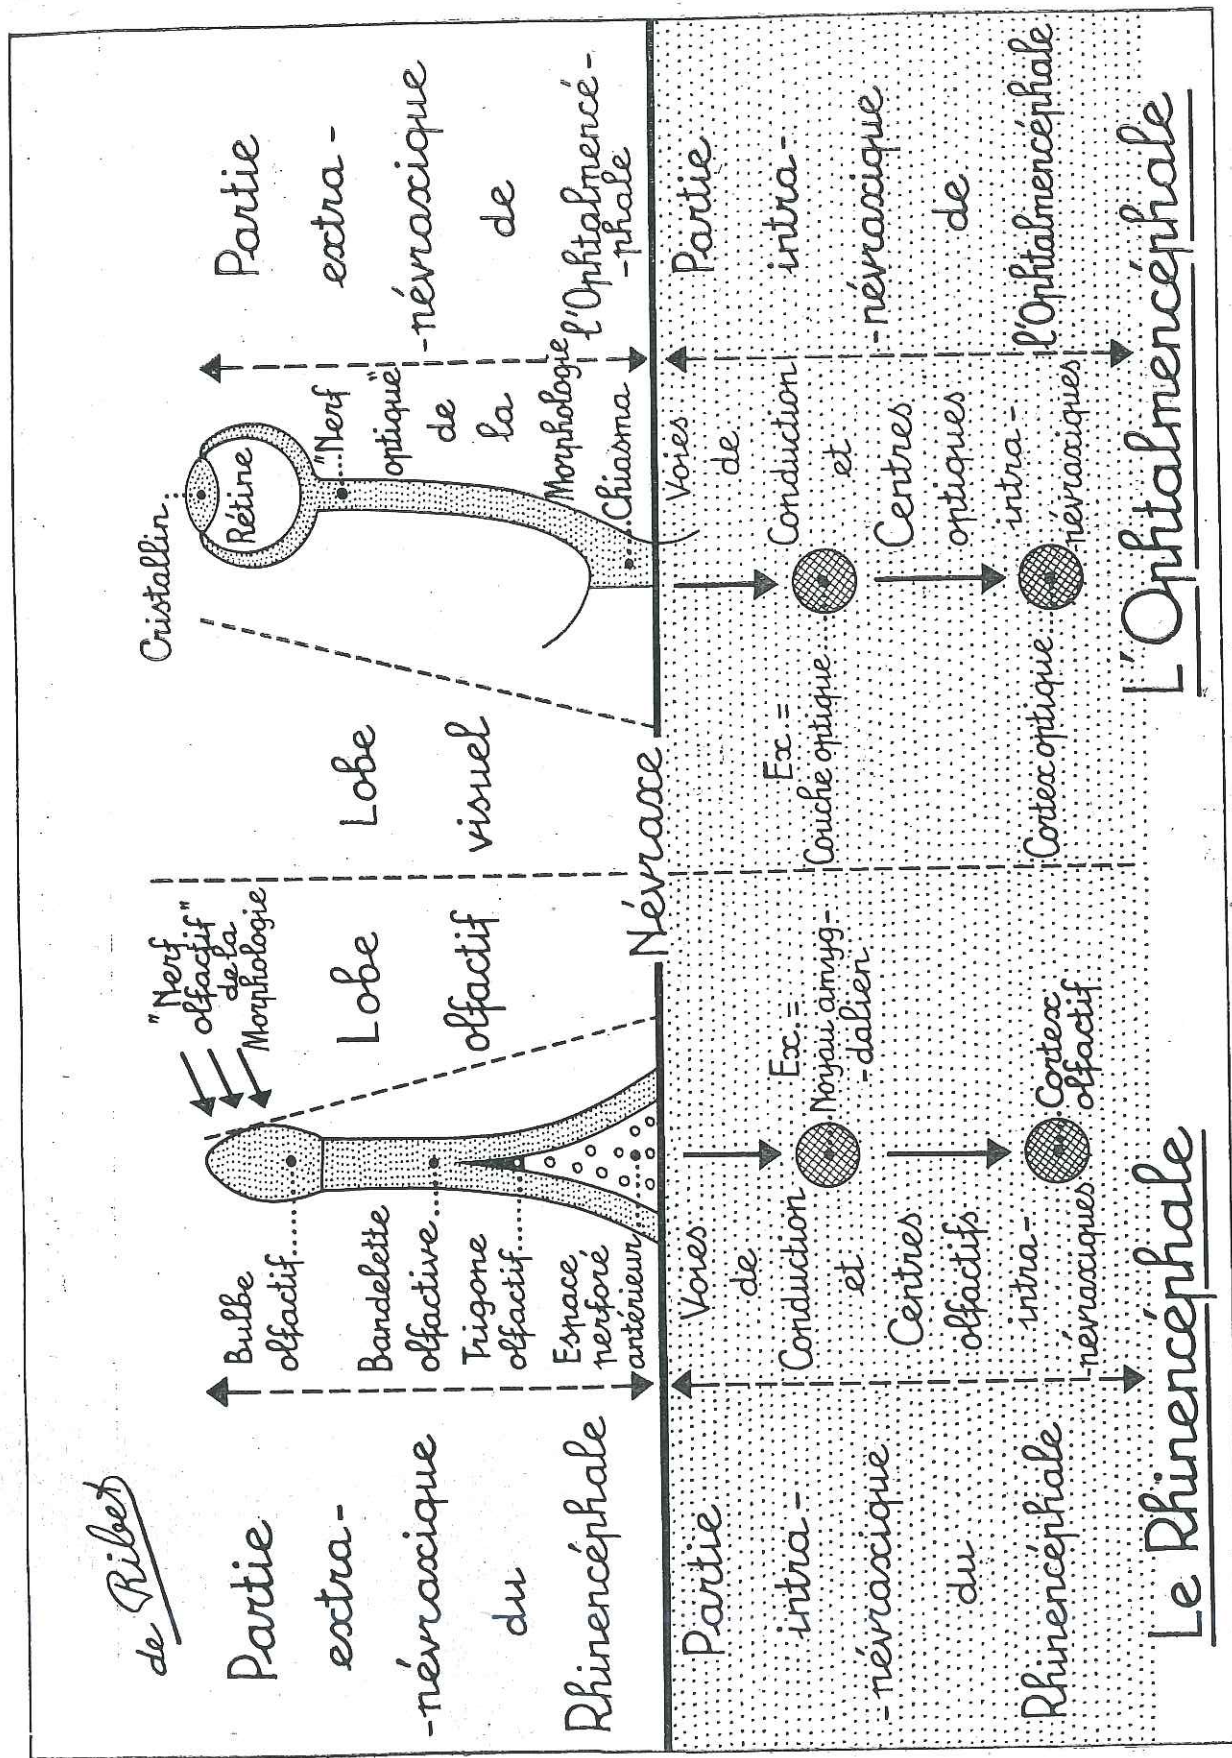 de Ribet
Partie
extra-
-névraxique
du
Rhinencéphale
Bulbe
olfactif
Bandelette
olfactive
Trigone
olfactif
Espace
perforé
antérieur
"Nerf
olfactif"
de la
Morphologie
Lobe
olfactif
Lobe
visuel
Cristallin
Rétine
"Nerf
optique"
de
la
Morphologie
Chiasma
Partie
extra-
-névraxique
de
l'Ophtalmencé-
-phale
Névraxe
Partie
intra-
-névraxique
du
Rhinencéphale
Voies
de
Conduction
et
Centres
olfactifs
intra-
-névraxiques
Ex.=
Noyau amyg-
-dalien
Cortex
olfactif
Ex.=
Couche optique
Cortex optique
Voies
de
Conduction
et
Centres
optiques
intra-
-névraxiques
Partie
intra-
-névraxique
de
l'Ophtalmencéphale
Le Rhinencéphale
L'Ophtalmencéphale